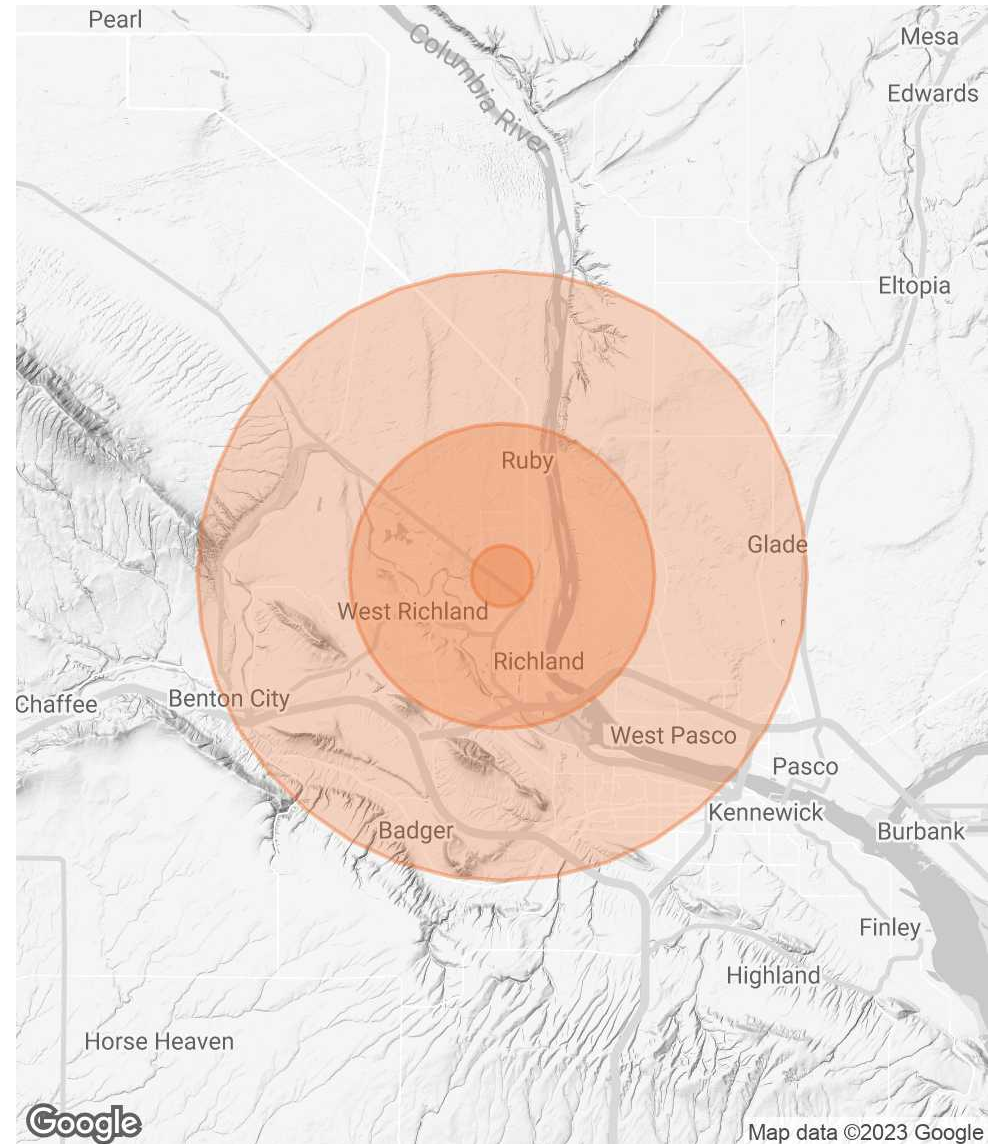 Pearl
Mesa
Columbia River
Edwards
Eltopia
Ruby
Glade
West Richland
Richland
Benton City
Chaffee
West Pasco
Pasco
Kennewick
Badger
Burbank
Finley
Highland
Horse Heaven
Google
Map data ©2023 Google